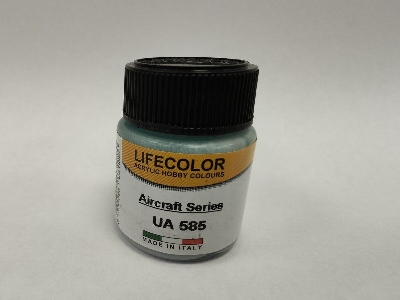 LIFECOLOR
ACRYLIC HOBBY COLOURS
Aircraft Series
UA 585
MADE IN ITALY